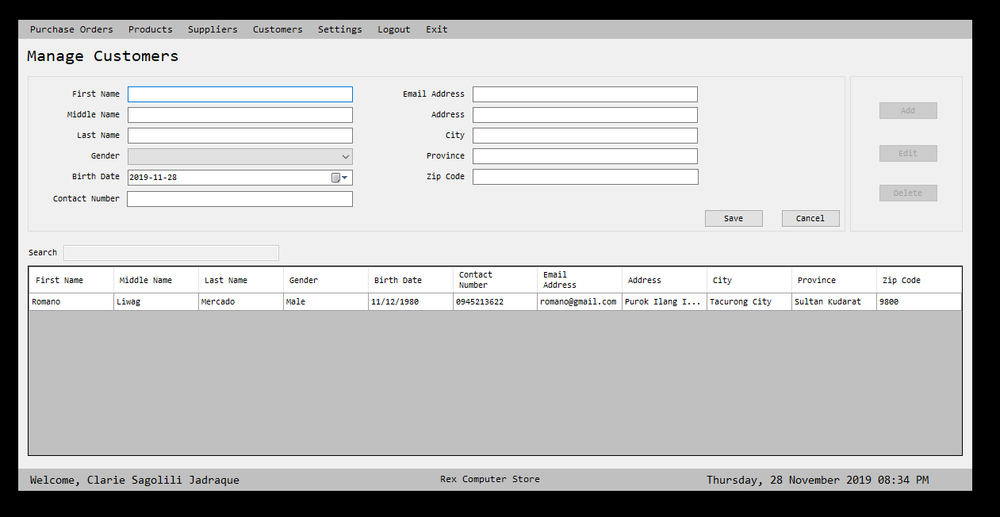 Purchase Orders Products Suppliers Customers Settings Logout Exit
Manage Customers
First Name
Middle Name
Last Name
Gender
Birth Date 2019-11-28
Contact Number
Email Address
Address
City
Province
Zip Code
Save Cancel
Add
Edit
Delete
Search
First Name Middle Name Last Name Gender Birth Date Contact Number Email Address Address City Province Zip Code
Romano Liwag Mercado Male 11/12/1980 0945213622 romano@gmail.com Purok Ilang I... Tacurong City Sultan Kudarat 9800
Welcome, Clarie Sagolili Jadraque Rex Computer Store Thursday, 28 November 2019 08:34 PM